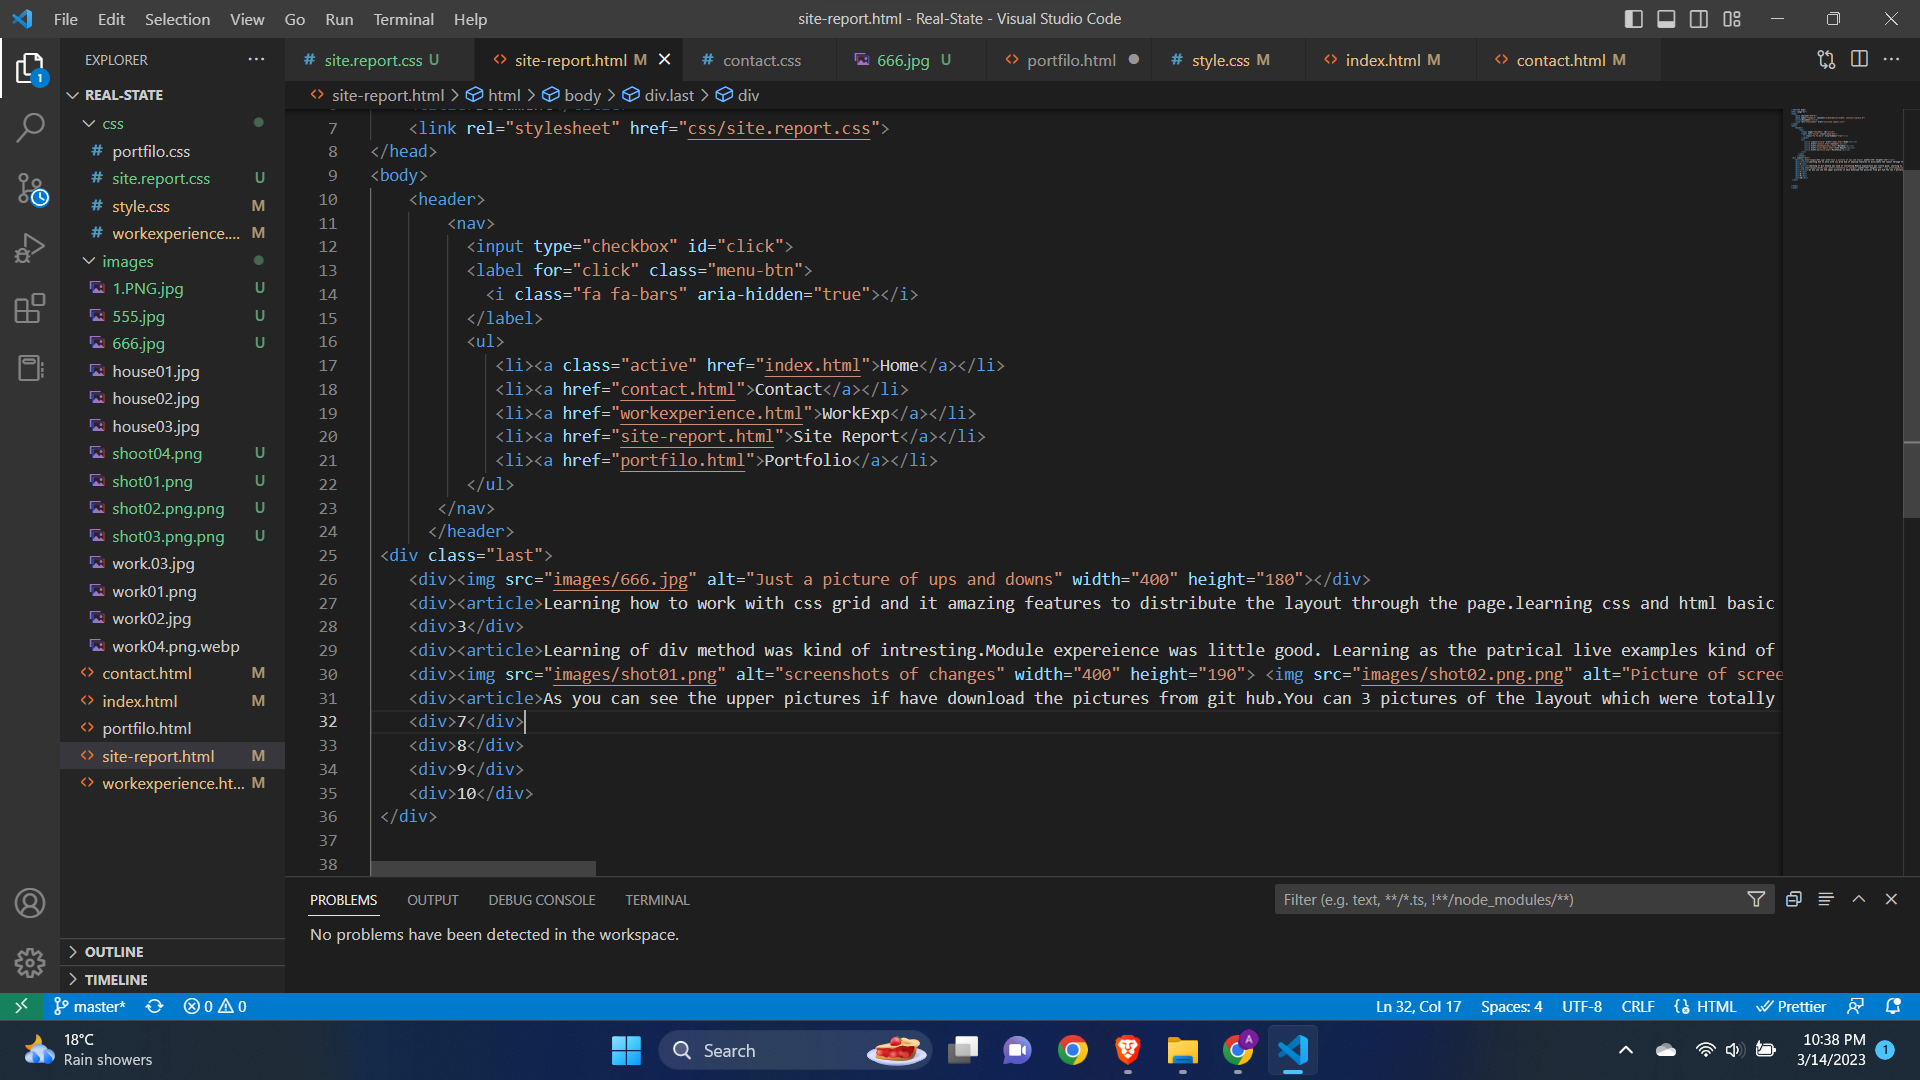 File Edit Selection View Go Run Terminal Help
site-report.html - Real-State - Visual Studio Code
EXPLORER
# site.report.css U
<> site-report.html M
# contact.css
666.jpg U
<> portfilo.html
# style.css M
<> index.html M
<> contact.html M
<> site-report.html > html > body > div.last > div
1
REAL-STATE
css
# portfilo.css
# site.report.css U
# style.css M
# workexperience.... M
images
1.PNG.jpg U
555.jpg U
666.jpg U
house01.jpg
house02.jpg
house03.jpg
shoot04.png U
shot01.png U
shot02.png.png U
shot03.png.png U
work.03.jpg
work01.png
work02.jpg
work04.png.webp
<> contact.html M
<> index.html M
<> portfilo.html
<> site-report.html M
<> workexperience.ht... M
OUTLINE
TIMELINE
7 <link rel="stylesheet" href="css/site.report.css">
8 </head>
9 <body>
10 <header>
11 <nav>
12 <input type="checkbox" id="click">
13 <label for="click" class="menu-btn">
14 <i class="fa fa-bars" aria-hidden="true"></i>
15 </label>
16 <ul>
17 <li><a class="active" href="index.html">Home</a></li>
18 <li><a href="contact.html">Contact</a></li>
19 <li><a href="workexperience.html">WorkExp</a></li>
20 <li><a href="site-report.html">Site Report</a></li>
21 <li><a href="portfilo.html">Portfolio</a></li>
22 </ul>
23 </nav>
24 </header>
25 <div class="last">
26 <div><img src="images/666.jpg" alt="Just a picture of ups and downs" width="400" height="180"></div>
27 <div><article>Learning how to work with css grid and it amazing features to distribute the layout through the page.learning css and html basic
28 <div>3</div>
29 <div><article>Learning of div method was kind of intresting.Module expereience was little good. Learning as the patrical live examples kind of
30 <div><img src="images/shot01.png" alt="screenshots of changes" width="400" height="190"> <img src="images/shot02.png.png" alt="Picture of scree
31 <div><article>As you can see the upper pictures if have download the pictures from git hub.You can 3 pictures of the layout which were totally
32 <div>7</div>
33 <div>8</div>
34 <div>9</div>
35 <div>10</div>
36 </div>
37
38
PROBLEMS OUTPUT DEBUG CONSOLE TERMINAL
Filter (e.g. text, **/*.ts, !**/node_modules/**)
No problems have been detected in the workspace.
master* 0 0
Ln 32, Col 17 Spaces: 4 UTF-8 CRLF HTML Prettier
18°C
Rain showers
Search
A
10:38 PM
3/14/2023
1